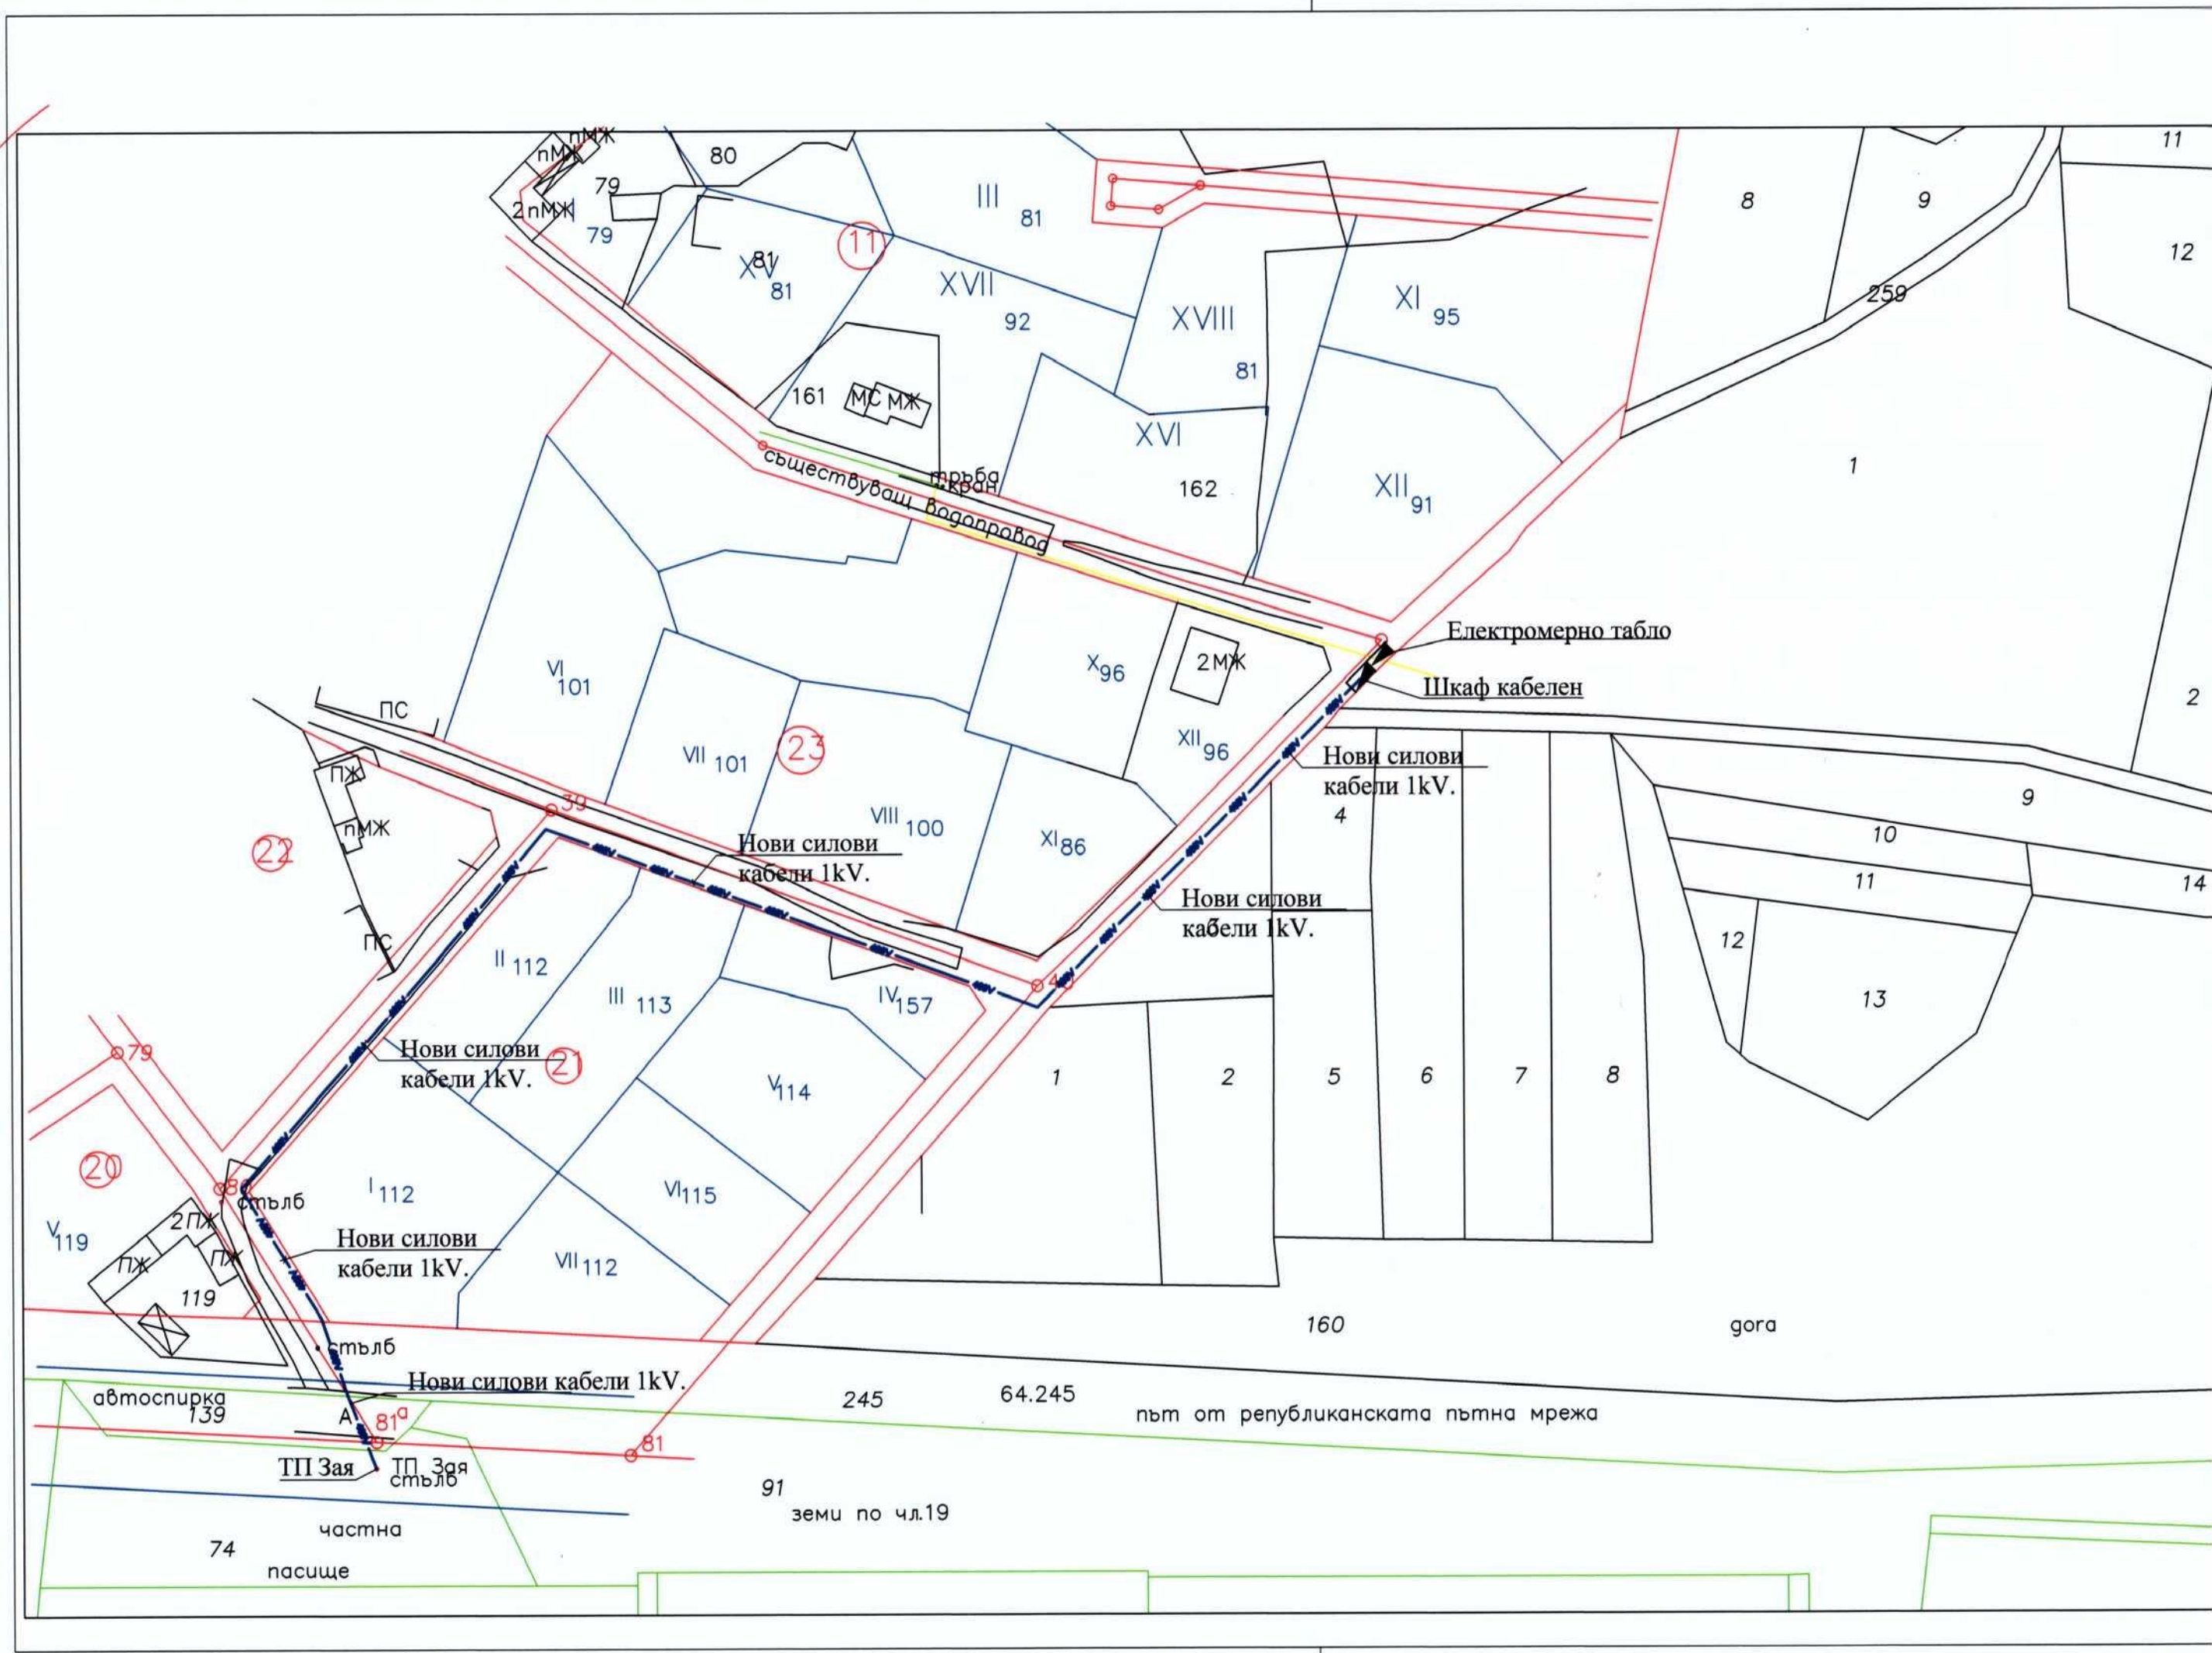 пМЖ
пМЖ
80
79
2пМЖ
79
III
81
8
9
11
12
11
81
XV
81
XVII
92
XVIII
81
XI
95
259
161
МС МЖ
XVI
162
XII
91
1
тръба
кран
съществуващ водопровод
Електромерно табло
2МЖ
X
96
Шкаф кабелен
2
VI
101
ПС
VII
101
23
XII
96
Нови силови
кабели 1kV.
ПЖ
39
9
4
VIII
100
10
пМЖ
22
Нови силови
кабели 1kV.
XI
86
11
14
Нови силови
кабели 1kV.
12
ПС
II
112
III
113
IV
157
13
79
Нови силови
кабели 1kV.
21
V
114
1
2
5
6
7
8
20
I
112
VI
115
стълб
2ПЖ
V
119
ПЖ
ПЖ
Нови силови
кабели 1kV.
VII
112
119
160
gora
стълб
Нови силови кабели 1kV.
автоспирка
139
А
81а
245
64.245
път от републиканската пътна мрежа
81
ТП Зая
ТП Зая
стълб
91
земи по чл.19
частна
74
пасище